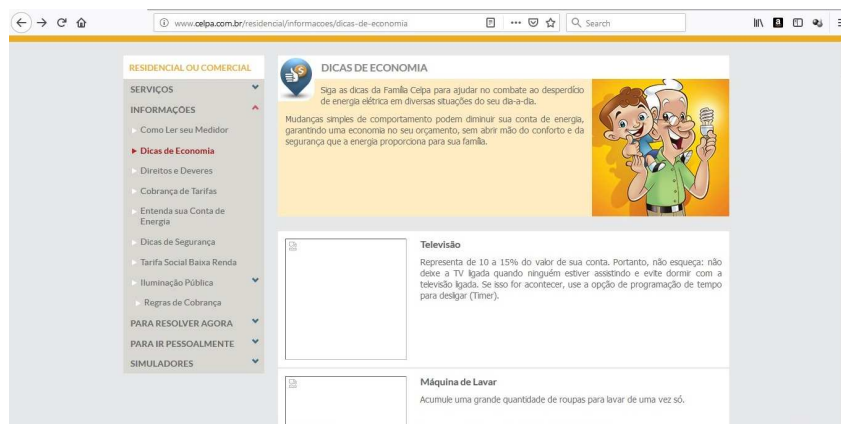 www.celpa.com.br/residencial/informacoes/dicas-de-economia
Search
RESIDENCIAL OU COMERCIAL
SERVIÇOS
INFORMAÇÕES
Como Ler seu Medidor
Dicas de Economia
Direitos e Deveres
Cobrança de Tarifas
Entenda sua Conta de
Energia
Dicas de Segurança
Tarifa Social Baixa Renda
Iluminação Pública
Regras de Cobrança
PARA RESOLVER AGORA
PARA IR PESSOALMENTE
SIMULADORES
DICAS DE ECONOMIA
Siga as dicas da Família Celpa para ajudar no combate ao desperdício
de energia elétrica em diversas situações do seu dia-a-dia.
Mudanças simples de comportamento podem diminuir sua conta de energia,
garantindo uma economia no seu orçamento, sem abrir mão do conforto e da
segurança que a energia proporciona para sua família.
Televisão
Representa de 10 a 15% do valor de sua conta. Portanto, não esqueça: não
deixe a TV ligada quando ninguém estiver assistindo e evite dormir com a
televisão ligada. Se isso for acontecer, use a opção de programação de tempo
para desligar (Timer).
Máquina de Lavar
Acumule uma grande quantidade de roupas para lavar de uma vez só.